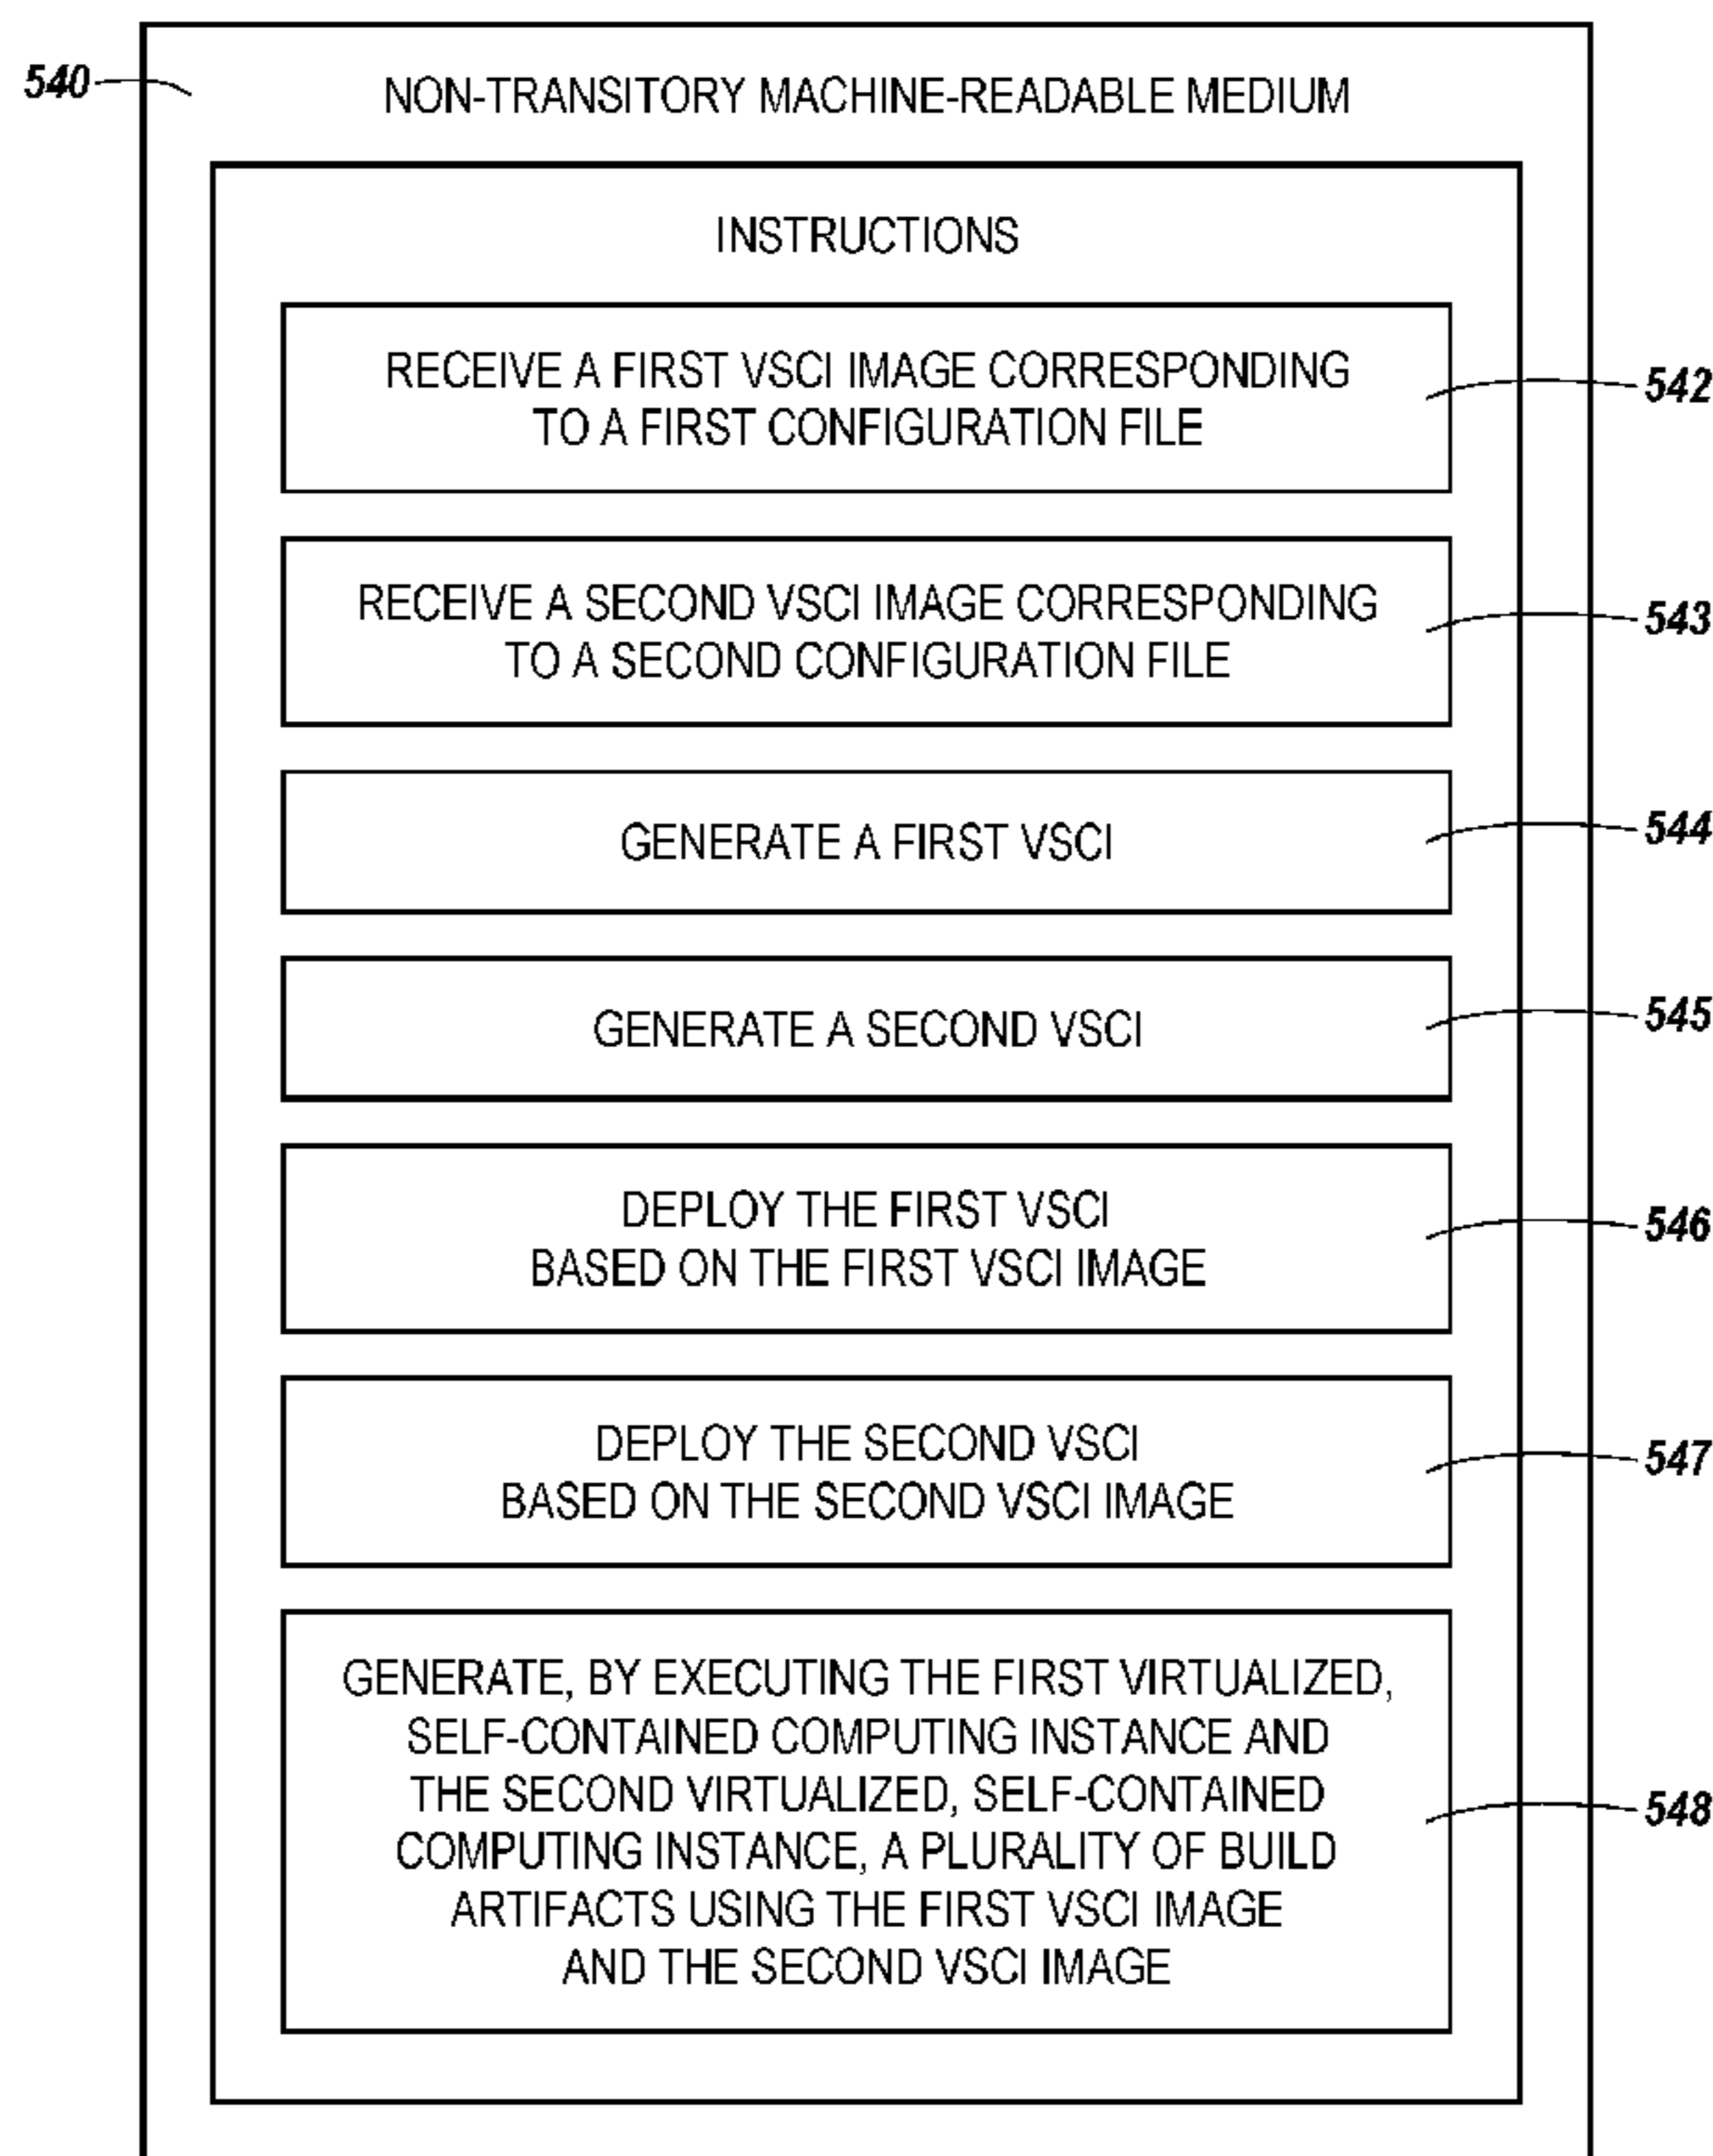 540
NON-TRANSITORY MACHINE-READABLE MEDIUM
INSTRUCTIONS
RECEIVE A FIRST VSCI IMAGE CORRESPONDING
TO A FIRST CONFIGURATION FILE
542
RECEIVE A SECOND VSCI IMAGE CORRESPONDING
TO A SECOND CONFIGURATION FILE
543
GENERATE A FIRST VSCI
544
GENERATE A SECOND VSCI
545
DEPLOY THE FIRST VSCI
BASED ON THE FIRST VSCI IMAGE
546
DEPLOY THE SECOND VSCI
BASED ON THE SECOND VSCI IMAGE
547
GENERATE, BY EXECUTING THE FIRST VIRTUALIZED,
SELF-CONTAINED COMPUTING INSTANCE AND
THE SECOND VIRTUALIZED, SELF-CONTAINED
COMPUTING INSTANCE, A PLURALITY OF BUILD
ARTIFACTS USING THE FIRST VSCI IMAGE
AND THE SECOND VSCI IMAGE
548